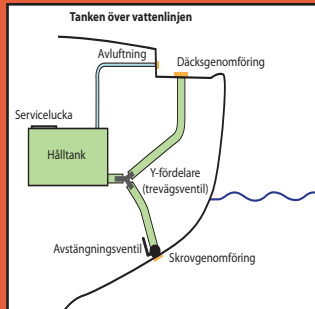 Tanken över vattenlinjen
Avluftning
Däcksgenomföring
Servicelucka
Hålltank
Y-fördelare
(trevägsventil)
Avstängningsventil
Skrovgenomföring